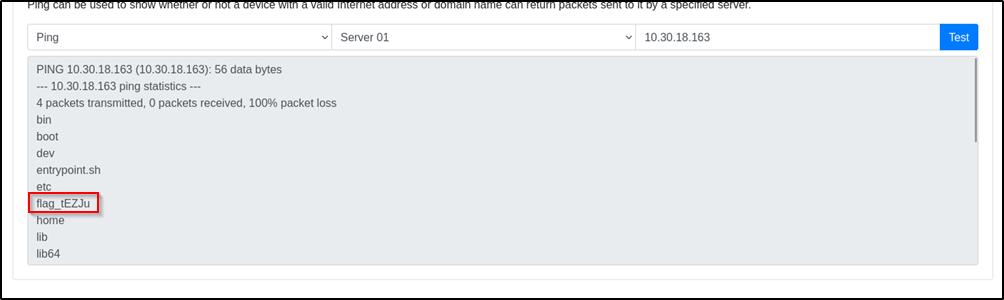 Ping can be used to show whether or not a device with a valid internet address or domain name can return packets sent to it by a specified server.
Ping Server 01 10.30.18.163 Test
PING 10.30.18.163 (10.30.18.163): 56 data bytes
--- 10.30.18.163 ping statistics ---
4 packets transmitted, 0 packets received, 100% packet loss
bin
boot
dev
entrypoint.sh
etc
flag_tEZJu
home
lib
lib64